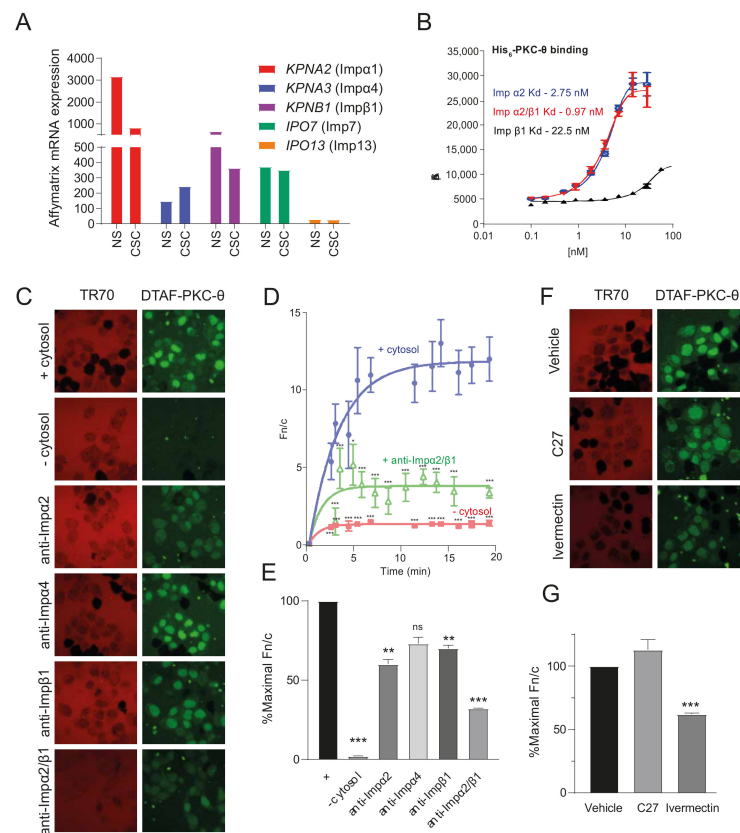 A
Affymatrix mRNA expression
4000
3000
2000
1000
500
400
300
200
100
0
NS
CSC
NS
CSC
NS
CSC
NS
CSC
NS
CSC
KPNA2 (Impα1)
KPNA3 (Impα4)
KPNB1 (Impβ1)
IPO7 (Imp7)
IPO13 (Imp13)
B
His6-PKC-θ binding
35,000
30,000
25,000
20,000
15,000
10,000
5000
0
Imp α2 Kd - 2.75 nM
Imp α2/β1 Kd - 0.97 nM
Imp β1 Kd - 22.5 nM
0.01
0.1
1
10
100
[nM]
C
TR70
DTAF-PKC-θ
+ cytosol
- cytosol
anti-Impα2
anti-Impα4
anti-Impβ1
anti-Impα2/β1
D
15
10
5
0
Fn/c
+ cytosol
+ anti-Impα2/β1
- cytosol
0
5
10
15
20
Time (min)
E
%Maximal Fn/c
100
50
0
***
**
ns
**
***
+
-cytosol
anti-Impα2
anti-Impα4
anti-Impβ1
anti-Impα2/β1
F
TR70
DTAF-PKC-θ
Vehicle
C27
Ivermectin
G
%Maximal Fn/c
100
50
0
***
Vehicle
C27
Ivermectin